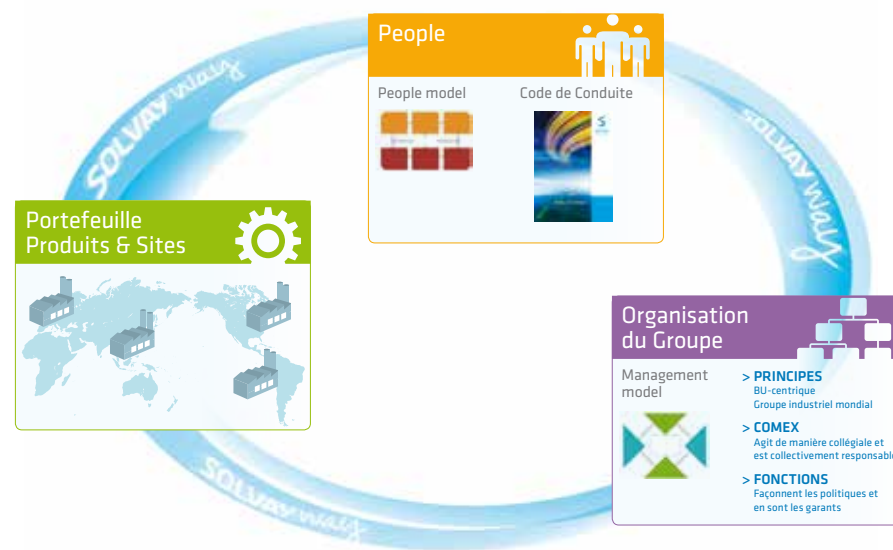 People
People model
Code de Conduite
SOLVAY way
SOLVAY way
Portefeuille
Produits & Sites
Organisation
du Groupe
Management
model
> PRINCIPES
BU-centrique
Groupe industriel mondial
> COMEX
Agit de manière collégiale et
est collectivement responsable
> FONCTIONS
Façonnent les politiques et
en sont les garants
SOLVAY way